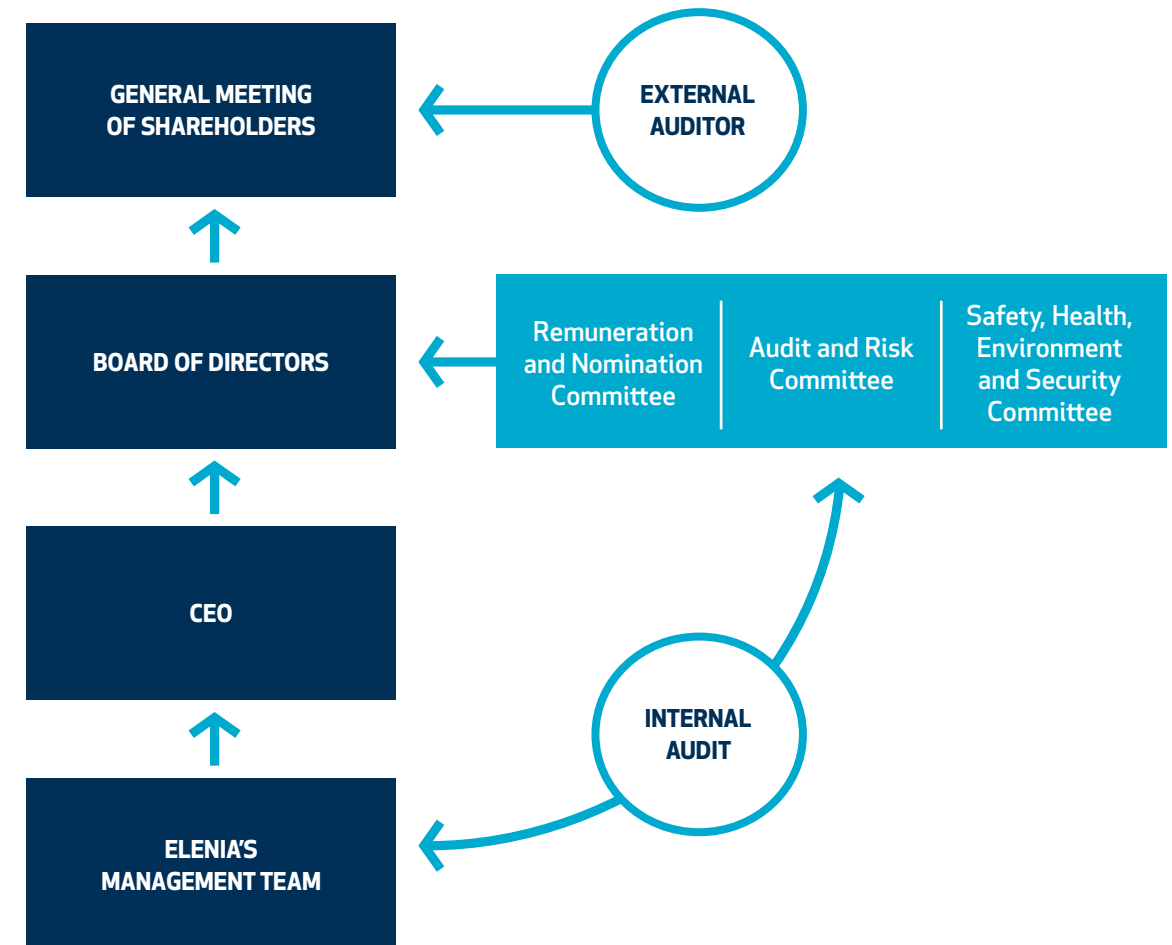 GENERAL MEETING
OF SHAREHOLDERS
EXTERNAL
AUDITOR
BOARD OF DIRECTORS
Remuneration
and Nomination
Committee
Audit and Risk
Committee
Safety, Health,
Environment
and Security
Committee
CEO
INTERNAL
AUDIT
ELENIA'S
MANAGEMENT TEAM